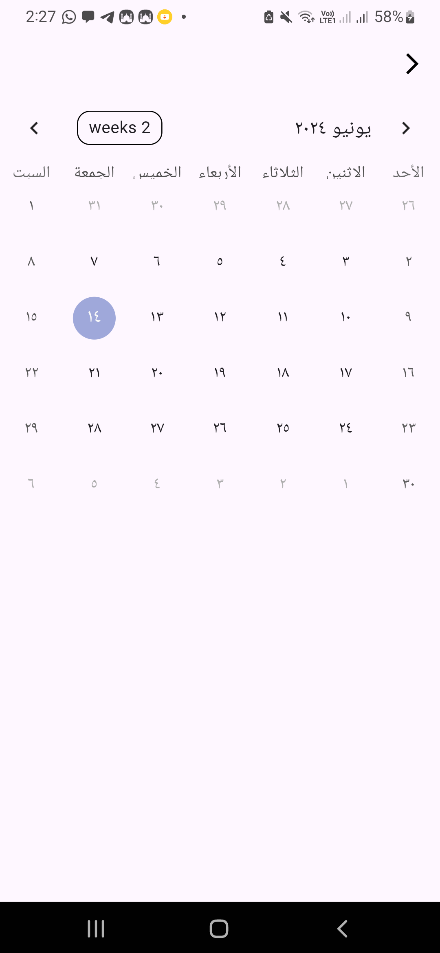 2:27 Vo)) LTE1 58%
يونيو ٢٠٢٤ 2 weeks
الأحد الاثنين الثلاثاء الأربعاء الخميس الجمعة السبت
٢٦ ٢٧ ٢٨ ٢٩ ٣٠ ٣١ ١
٢ ٣ ٤ ٥ ٦ ٧ ٨
٩ ١٠ ١١ ١٢ ١٣ ١٤ ١٥
١٦ ١٧ ١٨ ١٩ ٢٠ ٢١ ٢٢
٢٣ ٢٤ ٢٥ ٢٦ ٢٧ ٢٨ ٢٩
٣٠ ١ ٢ ٣ ٤ ٥ ٦